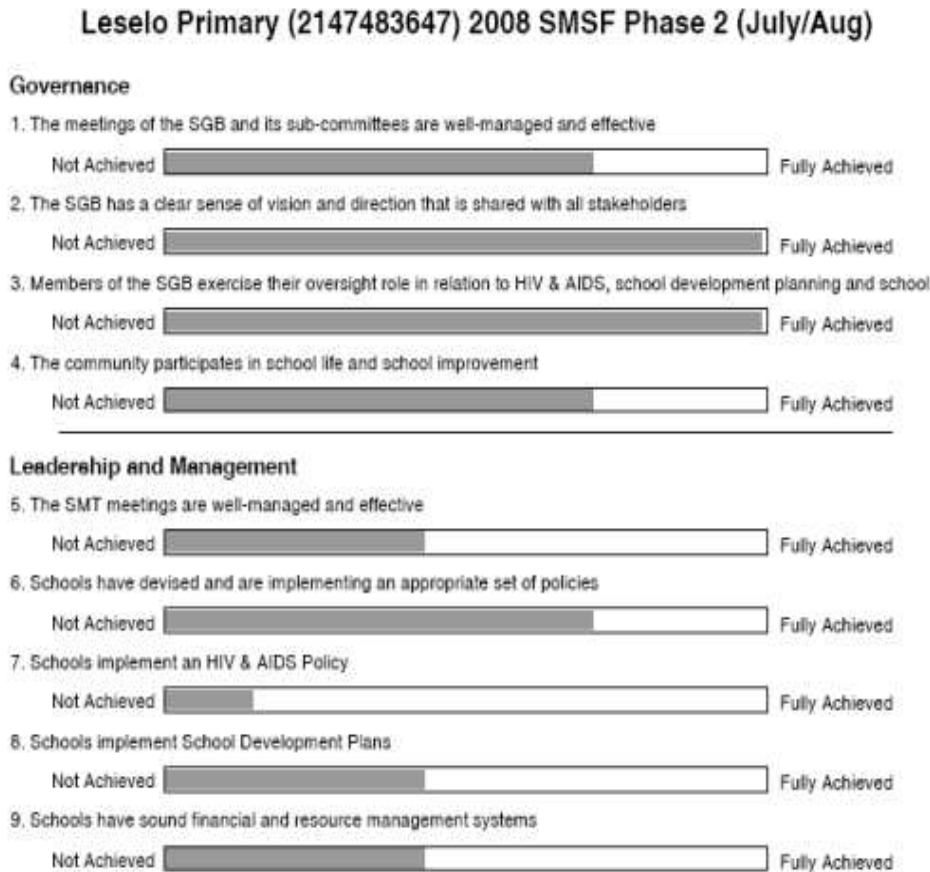 Leselo Primary (2147483647) 2008 SMSF Phase 2 (July/Aug)
Governance
1. The meetings of the SGB and its sub-committees are well-managed and effective
Not Achieved Fully Achieved
2. The SGB has a clear sense of vision and direction that is shared with all stakeholders
Not Achieved Fully Achieved
3. Members of the SGB exercise their oversight role in relation to HIV & AIDS, school development planning and school
Not Achieved Fully Achieved
4. The community participates in school life and school improvement
Not Achieved Fully Achieved
Leadership and Management
5. The SMT meetings are well-managed and effective
Not Achieved Fully Achieved
6. Schools have devised and are implementing an appropriate set of policies
Not Achieved Fully Achieved
7. Schools implement an HIV & AIDS Policy
Not Achieved Fully Achieved
8. Schools implement School Development Plans
Not Achieved Fully Achieved
9. Schools have sound financial and resource management systems
Not Achieved Fully Achieved